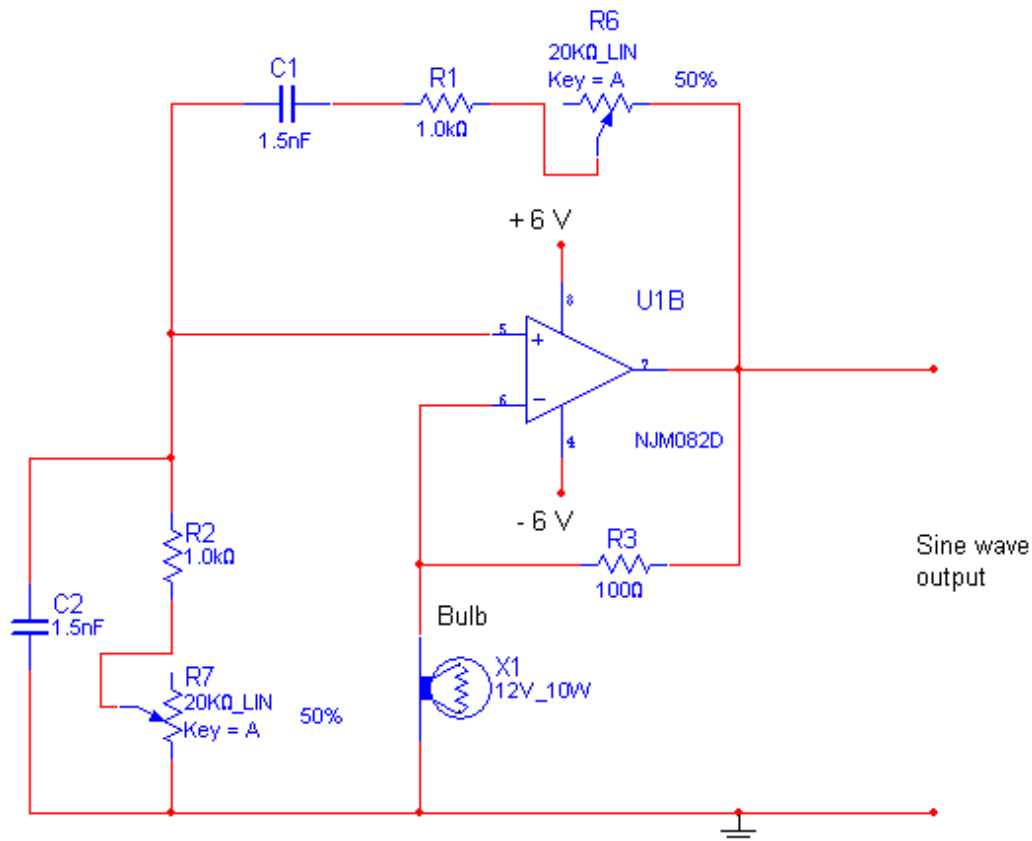 R6
20KΩ_LIN
Key = A 50%
C1
1.5nF
R1
1.0kΩ
+ 6 V
8
U1B
5
+
7
6
−
4
NJM082D
- 6 V
R3
100Ω
Sine wave
output
R2
1.0kΩ
C2
1.5nF
Bulb
R7
20KΩ_LIN
Key = A 50%
X1
12V_10W